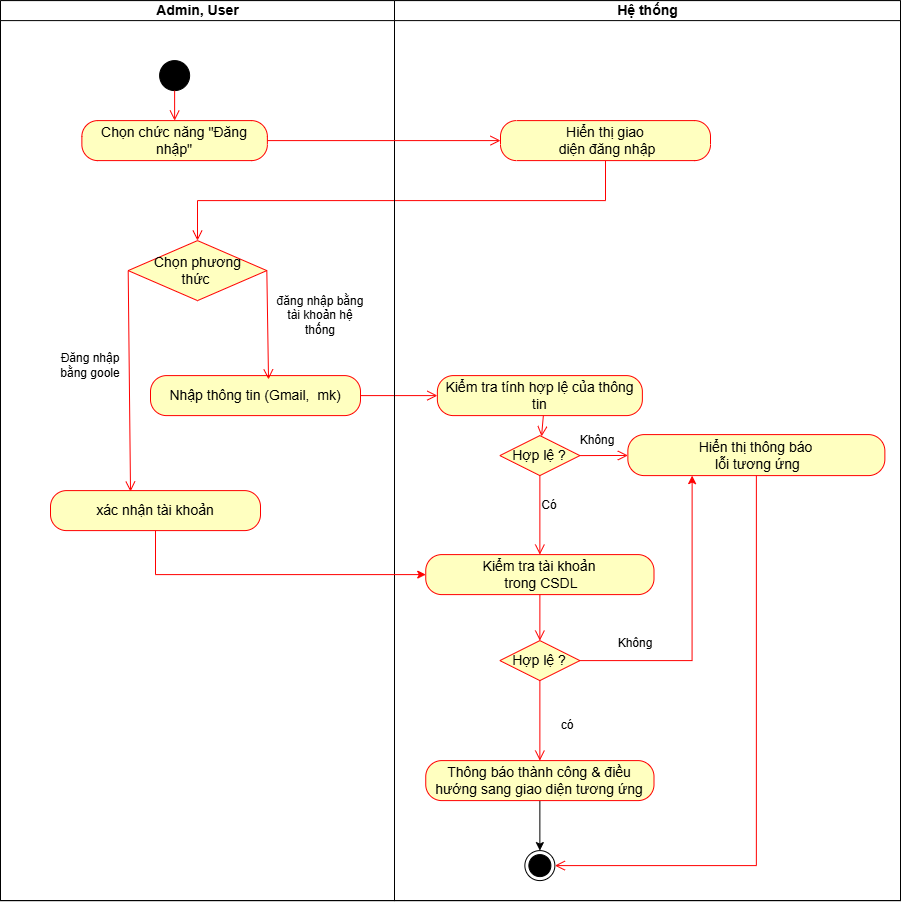 Admin, User
Hệ thống
Chọn chức năng "Đăng
nhập"
Hiển thị giao
diện đăng nhập
Chọn phương
thức
đăng nhập bằng
tài khoản hệ
thống
Đăng nhập
bằng goole
Nhập thông tin (Gmail, mk)
Kiểm tra tính hợp lệ của thông
tin
Hợp lệ ?
Không
Hiển thị thông báo
lỗi tương ứng
Có
xác nhận tài khoản
Kiểm tra tài khoản
trong CSDL
Hợp lệ ?
Không
có
Thông báo thành công & điều
hướng sang giao diện tương ứng